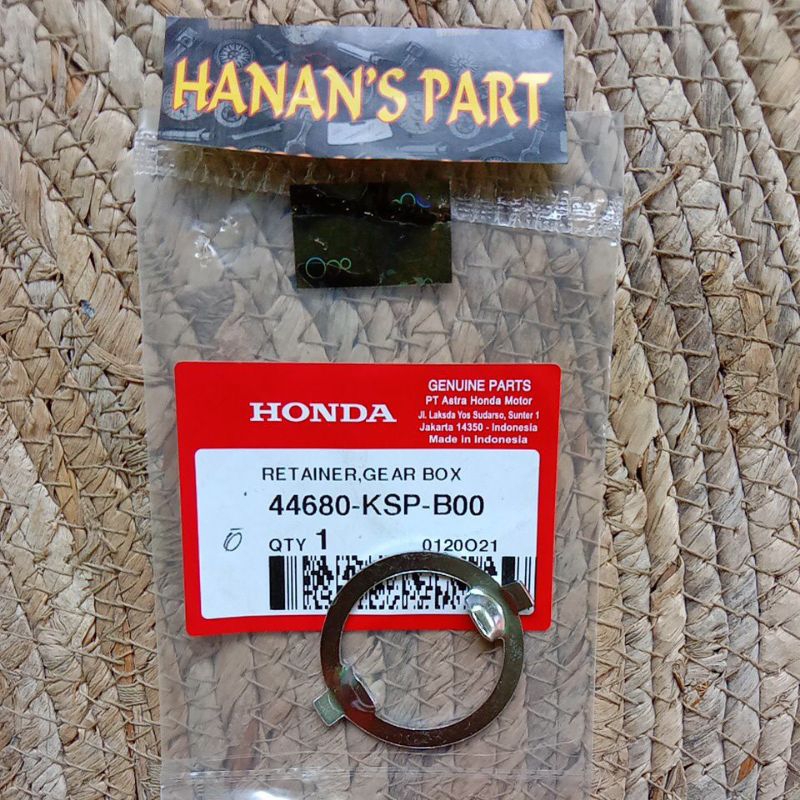 HANAN'S PART
HONDA
GENUINE PARTS
PT Astra Honda Motor
Jl. Laksda Yos Sudarso, Sunter 1
Jakarta 14350 - Indonesia
Made in Indonesia
RETAINER,GEAR BOX
44680-KSP-B00
QTY 1 0120O21